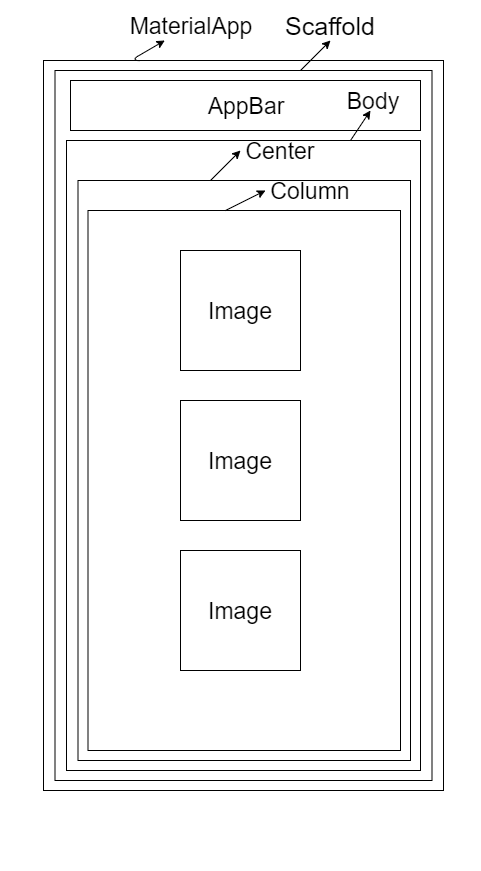 MaterialApp
Scaffold
AppBar
Body
Center
Column
Image
Image
Image